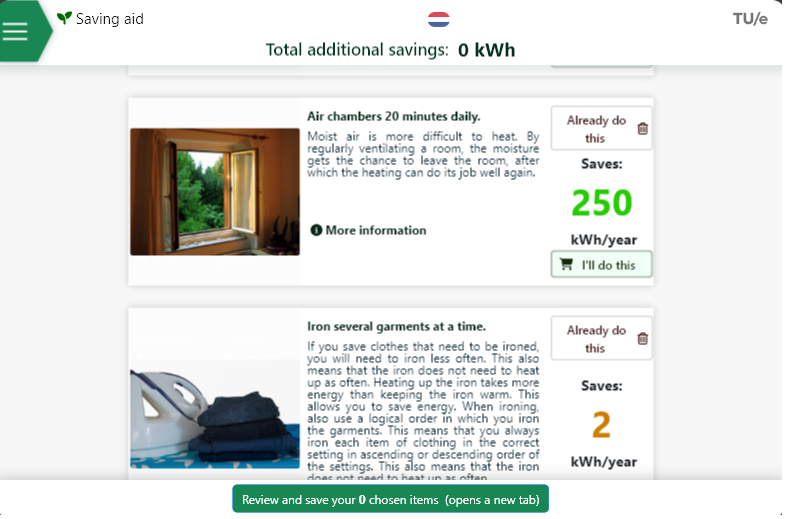 Saving aid
TU/e
Total additional savings: 0 kWh
Air chambers 20 minutes daily.
Moist air is more difficult to heat. By
regularly ventilating a room, the moisture
gets the chance to leave the room, after
which the heating can do its job well again.
More information
Already do
this
Saves:
250
kWh/year
I'll do this
Iron several garments at a time.
If you save clothes that need to be ironed,
you will need to iron less often. This also
means that the iron does not need to heat
up as often. Heating up the iron takes more
energy than keeping the iron warm. This
allows you to save energy. When ironing,
also use a logical order in which you iron
the garments. This means that you always
iron each item of clothing in the correct
setting in ascending or descending order of
the settings. This also means that the iron
does not need to heat up as often.
Already do
this
Saves:
2
kWh/year
Review and save your 0 chosen items (opens a new tab)